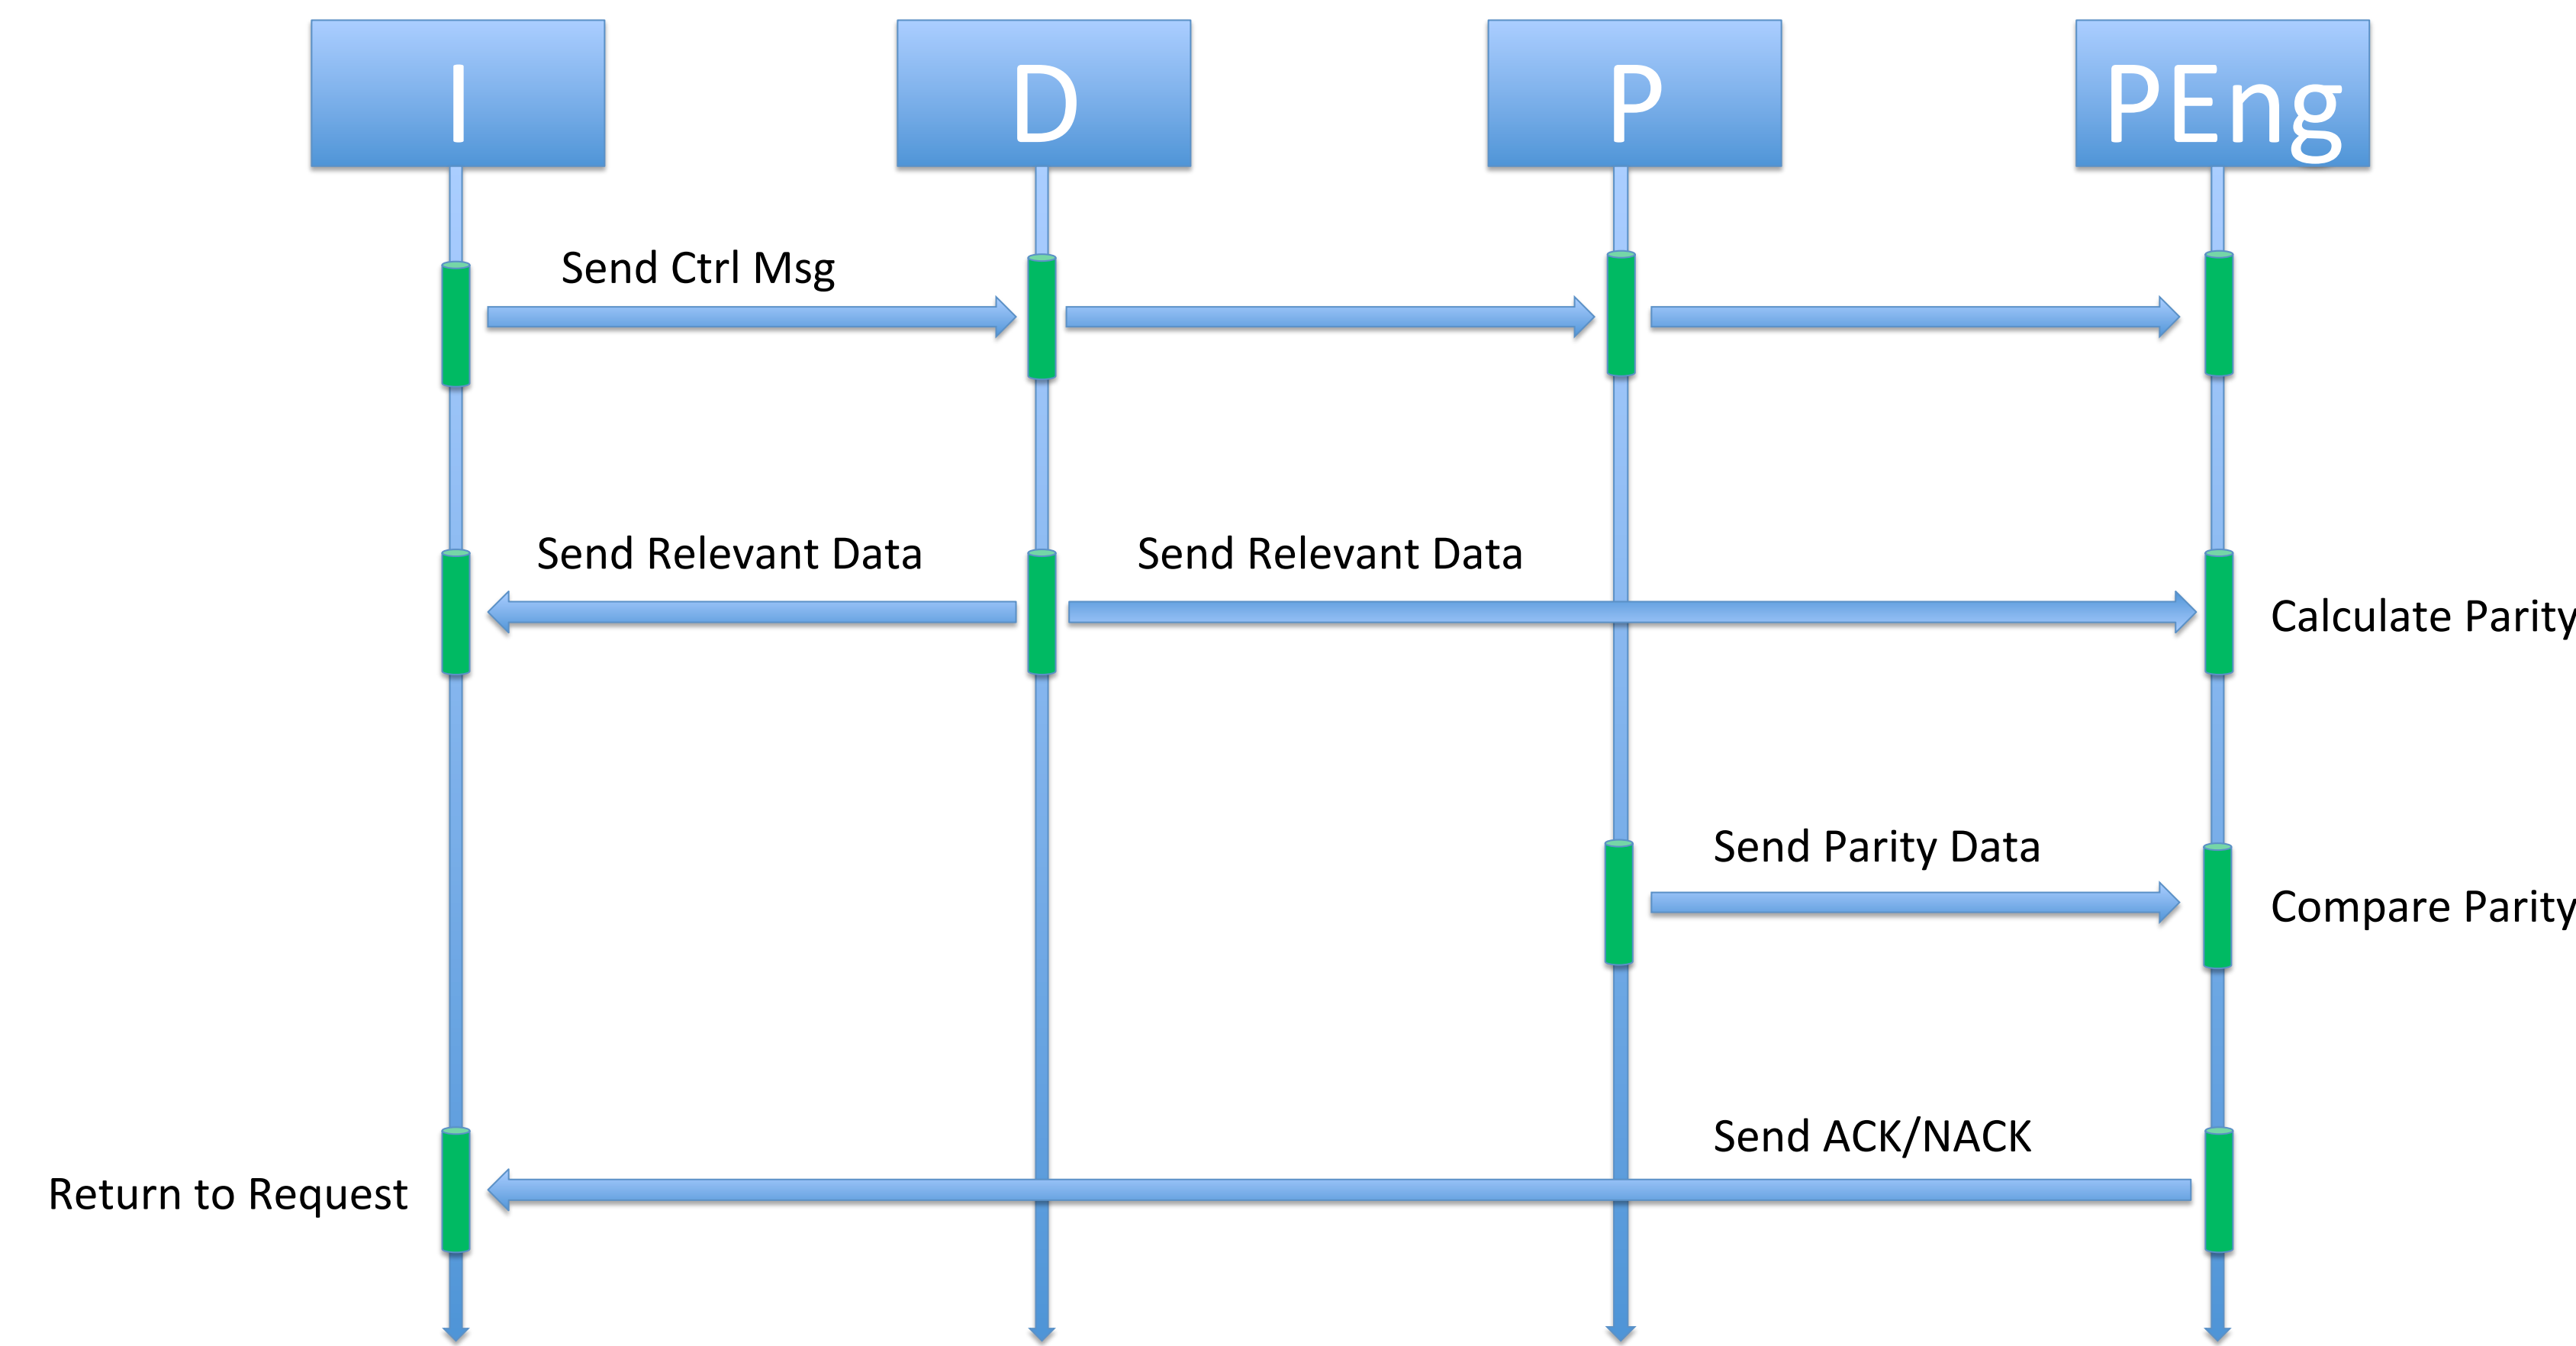 I
D
P
PEng
Send Ctrl Msg
Send Relevant Data
Send Relevant Data
Calculate Parity
Send Parity Data
Compare Parity
Send ACK/NACK
Return to Request